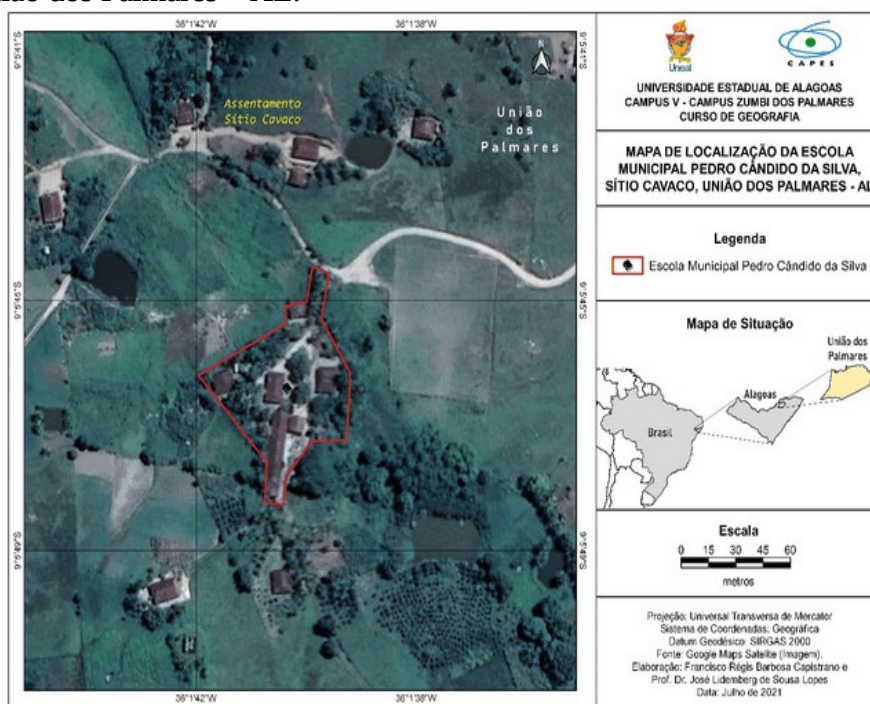 36°1'42"W
36°1'38"W
9°5'41"S
9°5'41"S
Assentamento
Sítio Cavaco
União
dos
Palmares
N
9°5'45"S
9°5'45"S
9°5'49"S
9°5'49"S
36°1'42"W
36°1'38"W
Uneal
CAPES
UNIVERSIDADE ESTADUAL DE ALAGOAS
CAMPUS V - CAMPUS ZUMBI DOS PALMARES
CURSO DE GEOGRAFIA
MAPA DE LOCALIZAÇÃO DA ESCOLA
MUNICIPAL PEDRO CÂNDIDO DA SILVA,
SÍTIO CAVACO, UNIÃO DOS PALMARES - AL
Legenda
Escola Municipal Pedro Cândido da Silva
Mapa de Situação
União dos
Palmares
Alagoas
Brasil
Escala
0 15 30 45 60
metros
Projeção: Universal Transversa de Mercator
Sistema de Coordenadas: Geográfica
Datum Geodésico: SIRGAS 2000
Fonte: Google Maps Satelite (Imagem).
Elaboração: Francisco Régis Barbosa Capistrano e
Prof. Dr. José Lidemberg de Sousa Lopes
Data: Julho de 2021